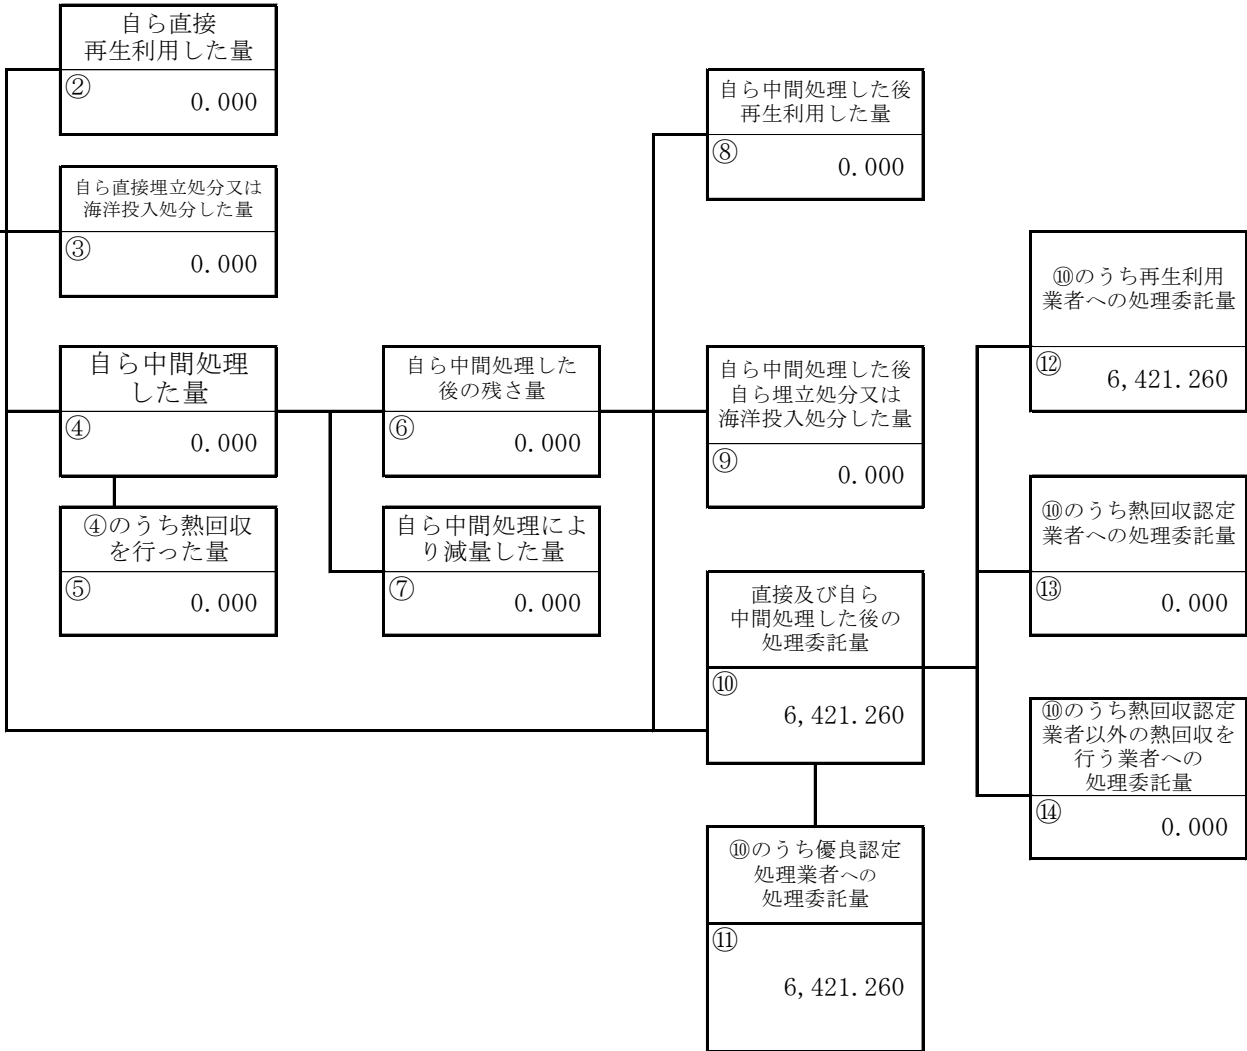 自ら直接
再生利用した量
②
0.000
自ら直接埋立処分又は
海洋投入処分した量
③
0.000
自ら中間処理
した量
④
0.000
④のうち熱回収
を行った量
⑤
0.000
自ら中間処理した
後の残さ量
⑥
0.000
自ら中間処理によ
り減量した量
⑦
0.000
自ら中間処理した後
再生利用した量
⑧
0.000
自ら中間処理した後
自ら埋立処分又は
海洋投入処分した量
⑨
0.000
直接及び自ら
中間処理した後の
処理委託量
⑩
6,421.260
⑩のうち優良認定
処理業者への
処理委託量
⑪
6,421.260
⑩のうち再生利用
業者への処理委託量
⑫
6,421.260
⑩のうち熱回収認定
業者への処理委託量
⑬
0.000
⑩のうち熱回収認定
業者以外の熱回収を
行う業者への
処理委託量
⑭
0.000